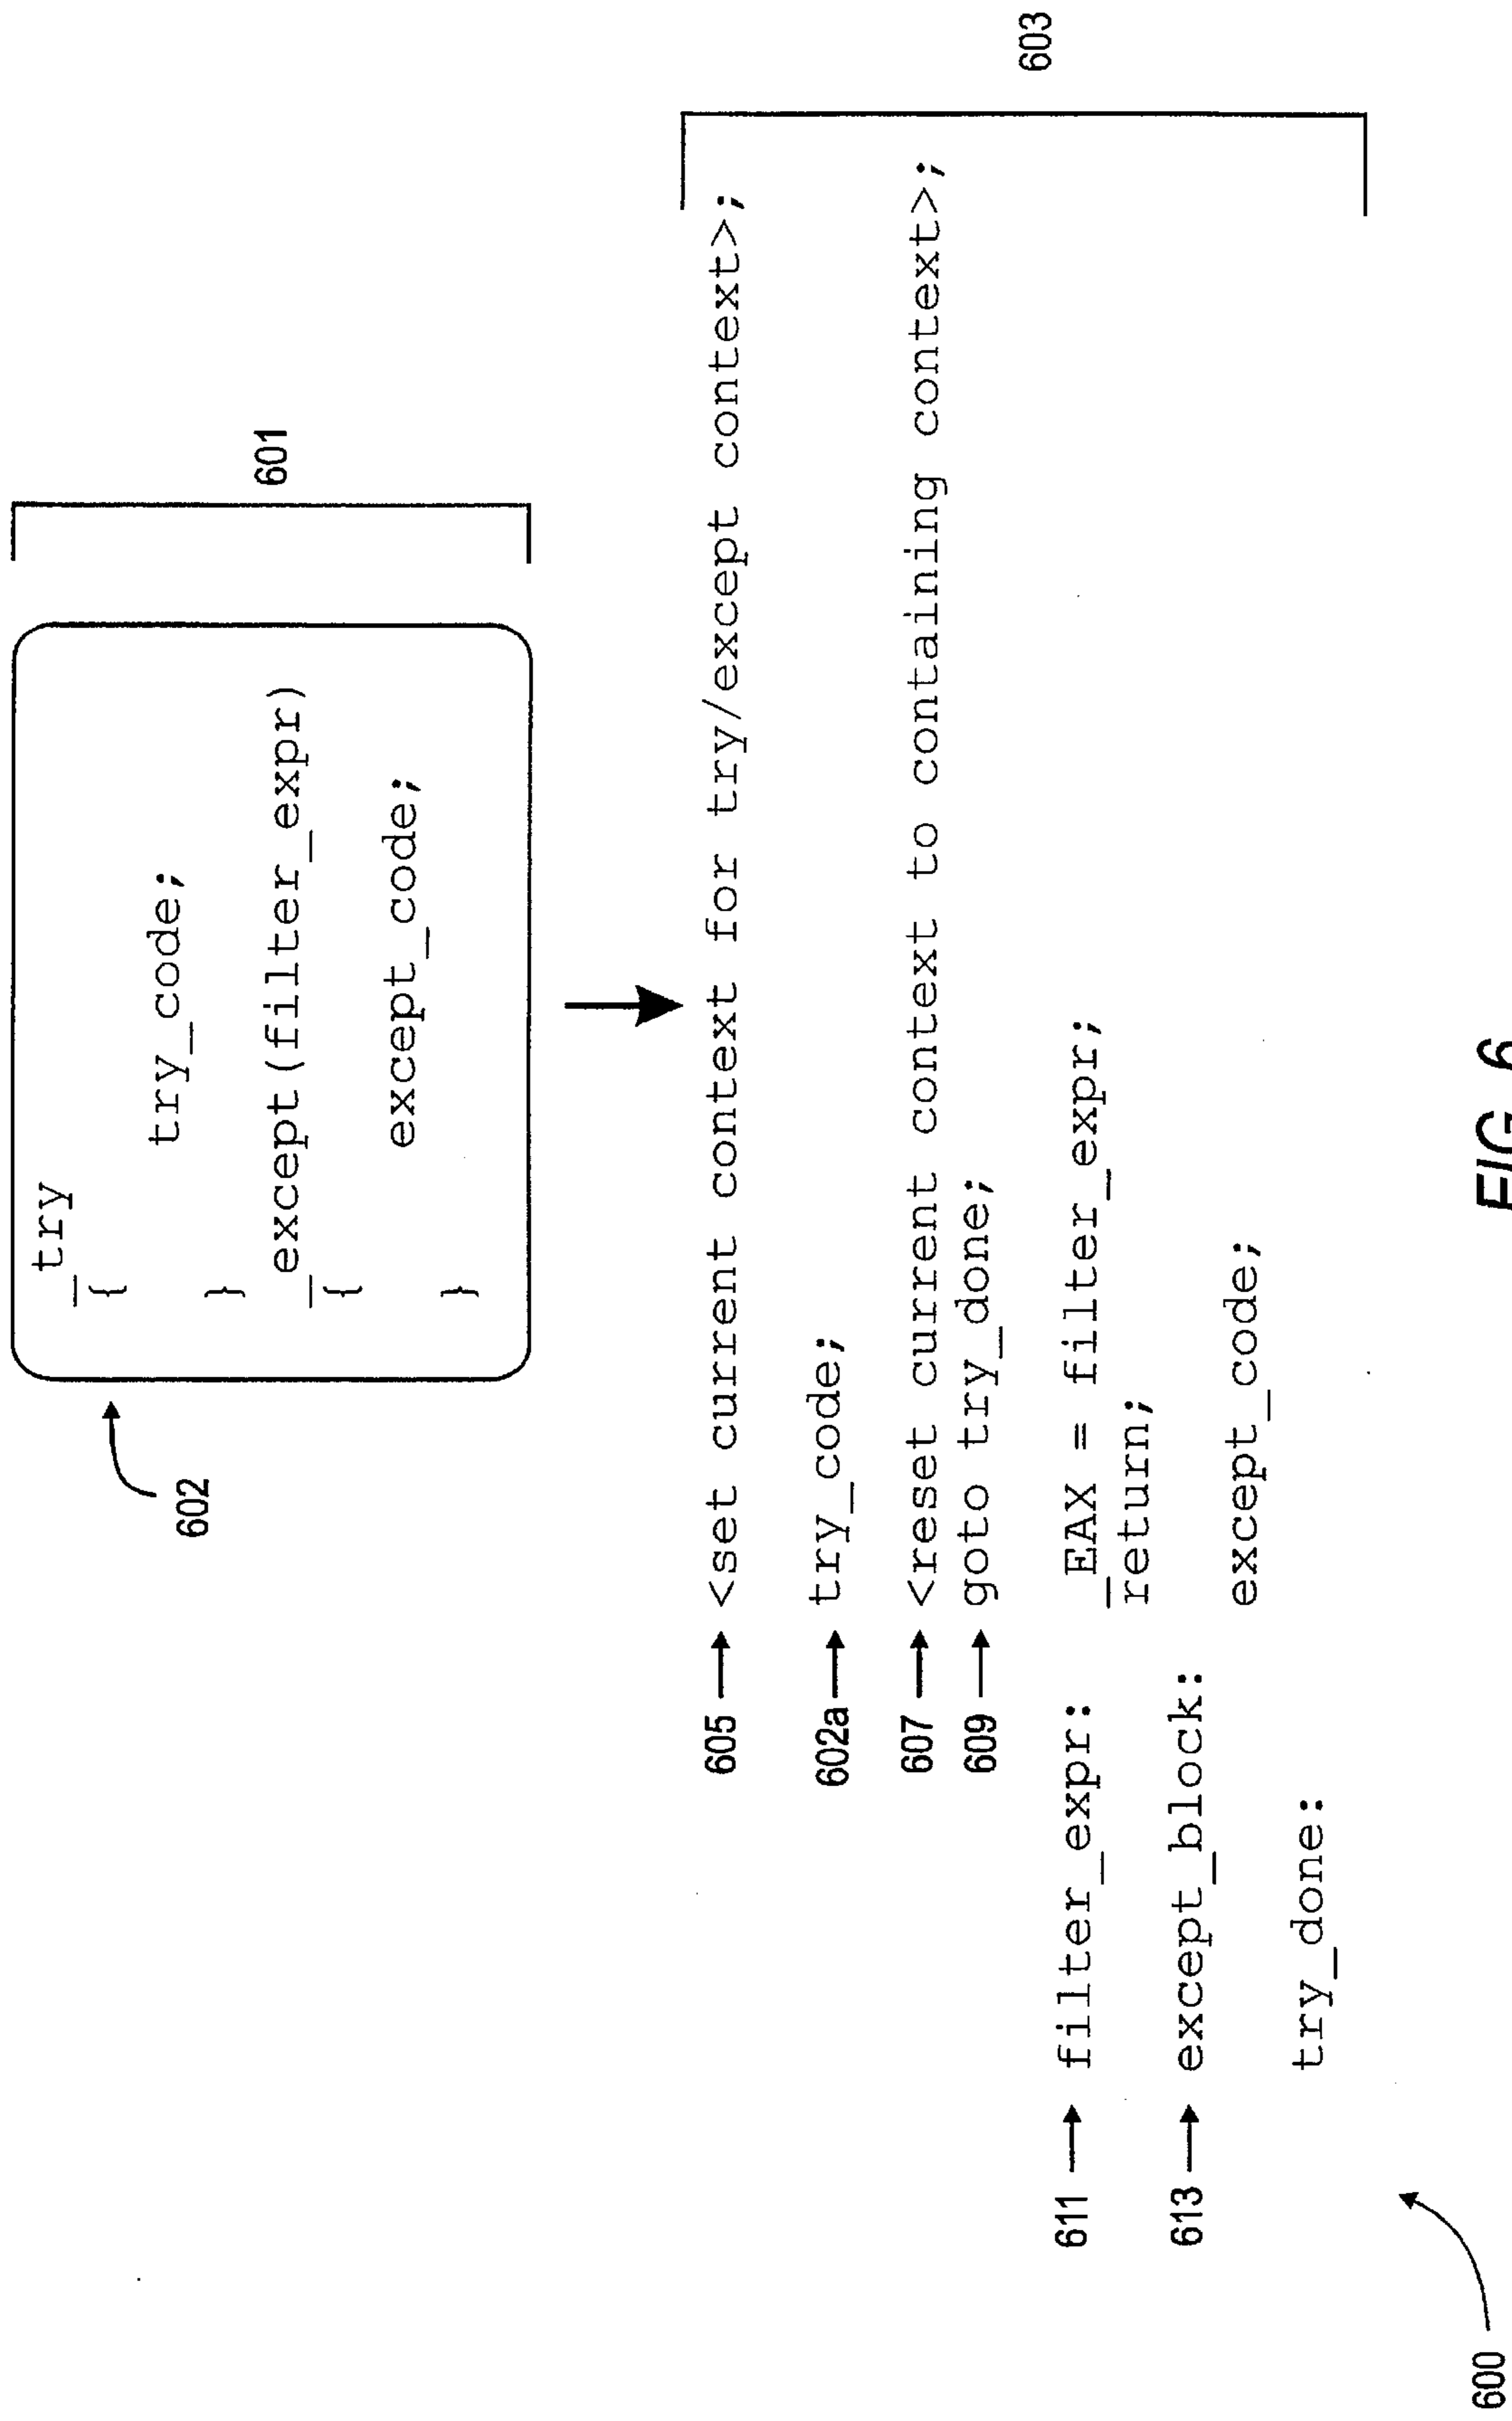 _try
{
try_code;
}
_except(filter_expr)
{
except_code;
}
601
602
605 <set current context for try/except context>;
602a try_code;
607 <reset current context to containing context>;
609 goto try_done;
611 filter_expr: _EAX = filter_expr;
return;
613 except_block: except_code;
try_done:
603
600
FIG. 6